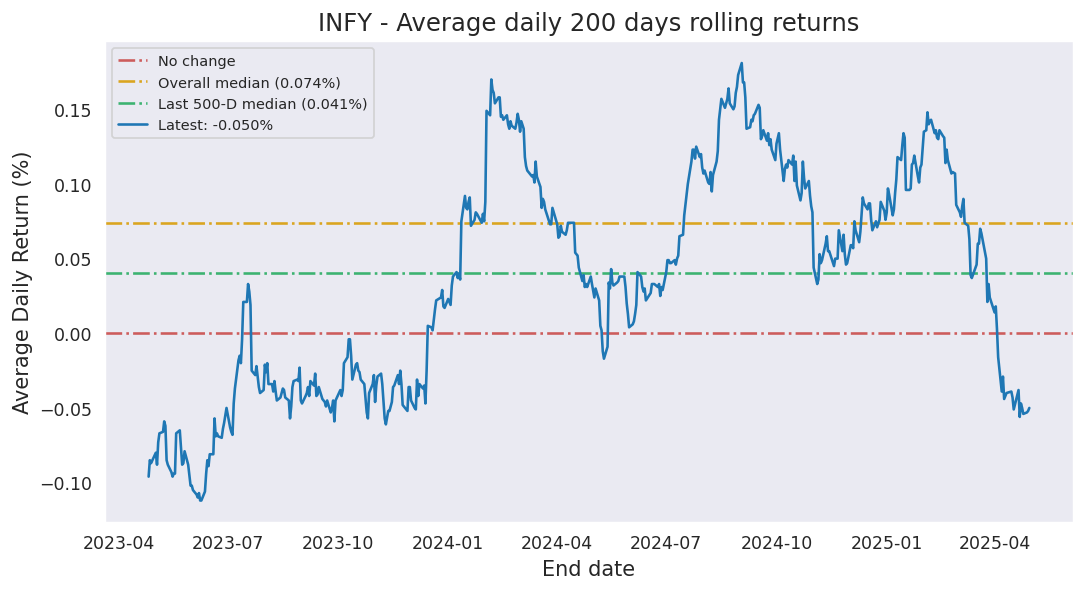 INFY - Average daily 200 days rolling returns
No change
Overall median (0.074%)
Last 500-D median (0.041%)
Latest: -0.050%
Average Daily Return (%)
0.15
0.10
0.05
0.00
−0.05
−0.10
2023-04 2023-07 2023-10 2024-01 2024-04 2024-07 2024-10 2025-01 2025-04
End date